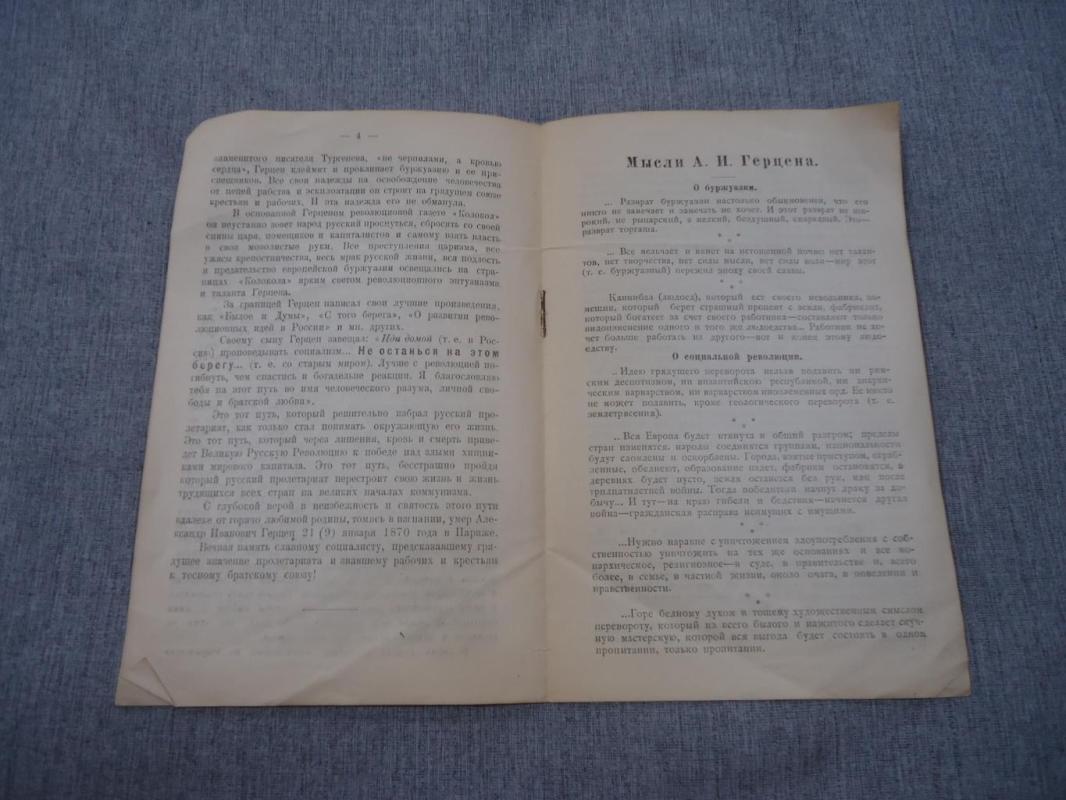 — 4 —
знаменитого писателя Тургенева, «не чернилами, а кровью
сердца», Герцен клеймит и проклинает буржуазию и ее при-
спешников. Все свои надежды на освобождение человечества
от цепей рабства и эксплоатации он строит на грядущем союзе
крестьян и рабочих. И эта надежда его не обманула.
В основанной Герценом революционной газете «Колокол»
он неустанно зовет народ русский проснуться, сбросить со своей
спины царя, помещиков и капиталистов и самому взять власть
в свои мозолистые руки. Все преступления царизма, все
ужасы крепостничества, весь мрак русской жизни, вся подлость
и предательство европейской буржуазии освещались на стра-
ницах «Колокола» ярким светом революционного энтузиазма
и таланта Герцена.
За границей Герцен написал свои лучшие произведения,
как «Былое и Думы», «С того берега», «О развитии рево-
люционных идей в России» и мн. других.
Своему сыну Герцен завещал: «Иди домой (т. е. в Рос-
сию) проповедывать социализм... Не останься на этом
берегу... (т. е. со старым миром). Лучше с революцией по-
гибнуть, чем спастись в богадельне реакции. Я благословляю
тебя на этот путь во имя человеческого разума, личной сво-
боды и братской любви».
Это тот путь, который решительно избрал русский про-
летариат, как только стал понимать окружающую его жизнь.
Это тот путь, который через лишения, кровь и смерть приве-
дет Великую Русскую Революцию к победе над злыми хищни-
ками мирового капитала. Это тот путь, бесстрашно пройдя
который русский пролетариат перестроит свою жизнь и жизнь
трудящихся всех стран на великих началах коммунизма.
С глубокой верой в неизбежность и святость этого пути
вдалеке от горячо любимой родины, томясь в изгнании, умер Але-
ксандр Иванович Герцен 21 (9) января 1870 года в Париже.
Вечная память славному социалисту, предсказавшему гря-
дущее значение пролетариата и звавшему рабочих и крестьян
к тесному братскому союзу!
Мысли А. И. Герцена.
О буржуазии.
... Разврат буржуазии настолько обыкновенен, что его
никто не замечает и замечать не хочет. И этот разврат не ши-
рокий, не рыцарский, а мелкий, бездушный, скаредный. Это—
разврат торгаша.
* *
*
... Все мельчает и вянет на истощенной почве: нет талан-
тов, нет творчества, нет силы мысли, нет силы воли—мир этот
(т. е. буржуазный) пережил эпоху своей славы.
* *
*
Каннибал (людоед), который ест своего невольника, по-
мещик, который берет страшный процент с земли, фабрикант,
который богатеет за счет своего работника—составляют только
видоизменение одного и того же людоедства... Работник не хо-
чет больше работать на другого—вот и конец этому людо-
едству.
О социальной революции.
...Идею грядущего переворота нельзя подавить ни рим-
ским деспотизмом, ни византийскою республикой, ни
варварством, ни варварством иноземенных орд. Ее никто
не может подавить, кроме геологического переворота (т. е.
землетрясения).
* *
*
...Вся Европа будет втянута в общий разгром; пределы
стран изменятся, народы соединятся группами, национальности
будут сломлены и оскорблены. Города, взятые приступом, ограб-
ленные, обеднеют, образование падет, фабрики остановятся, в
деревнях будет пусто, земля останется без рук, как после
тридцатилетней войны. Тогда победители начнут драку за до-
бычу... И тут—на краю гибели и бедствия—начнется другая
война—гражданская расправа неимущих с имущими.
* *
*
...Нужно наравне с уничтожением злоупотребления с соб-
ственностью уничтожить на тех же основаниях и все мо-
нархическое, религиозное—в суде, в правительстве и, всего
более, в семье, в частной жизни, около очага, в поведении и
нравственности.
* *
*
...Горе бедному духом и тощему художественным смыслом
перевороту, который из всего былого и нажитого сделает скуч-
ную мастерскую, которой вся выгода будет состоять в одном
пропитании, только пропитании.